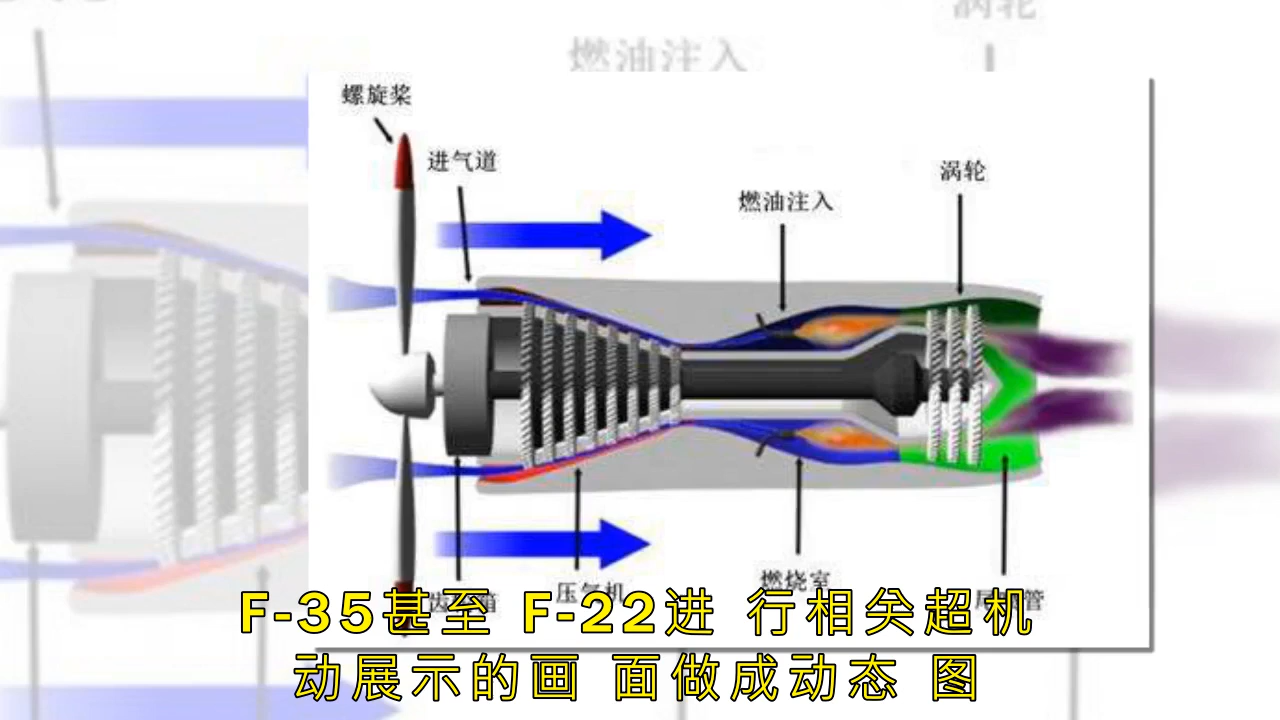 涡轮
燃油注入
螺旋桨
进气道
涡轮
燃油注入
燃烧室
压气机
F-35甚至 F-22进 行相关超机
动展示的画 面做成动态 图